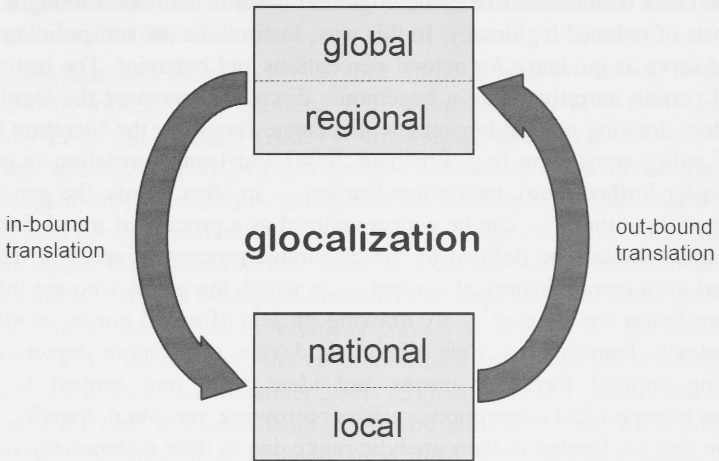 global
regional
in-bound
translation
glocalization
out-bound
translation
national
local